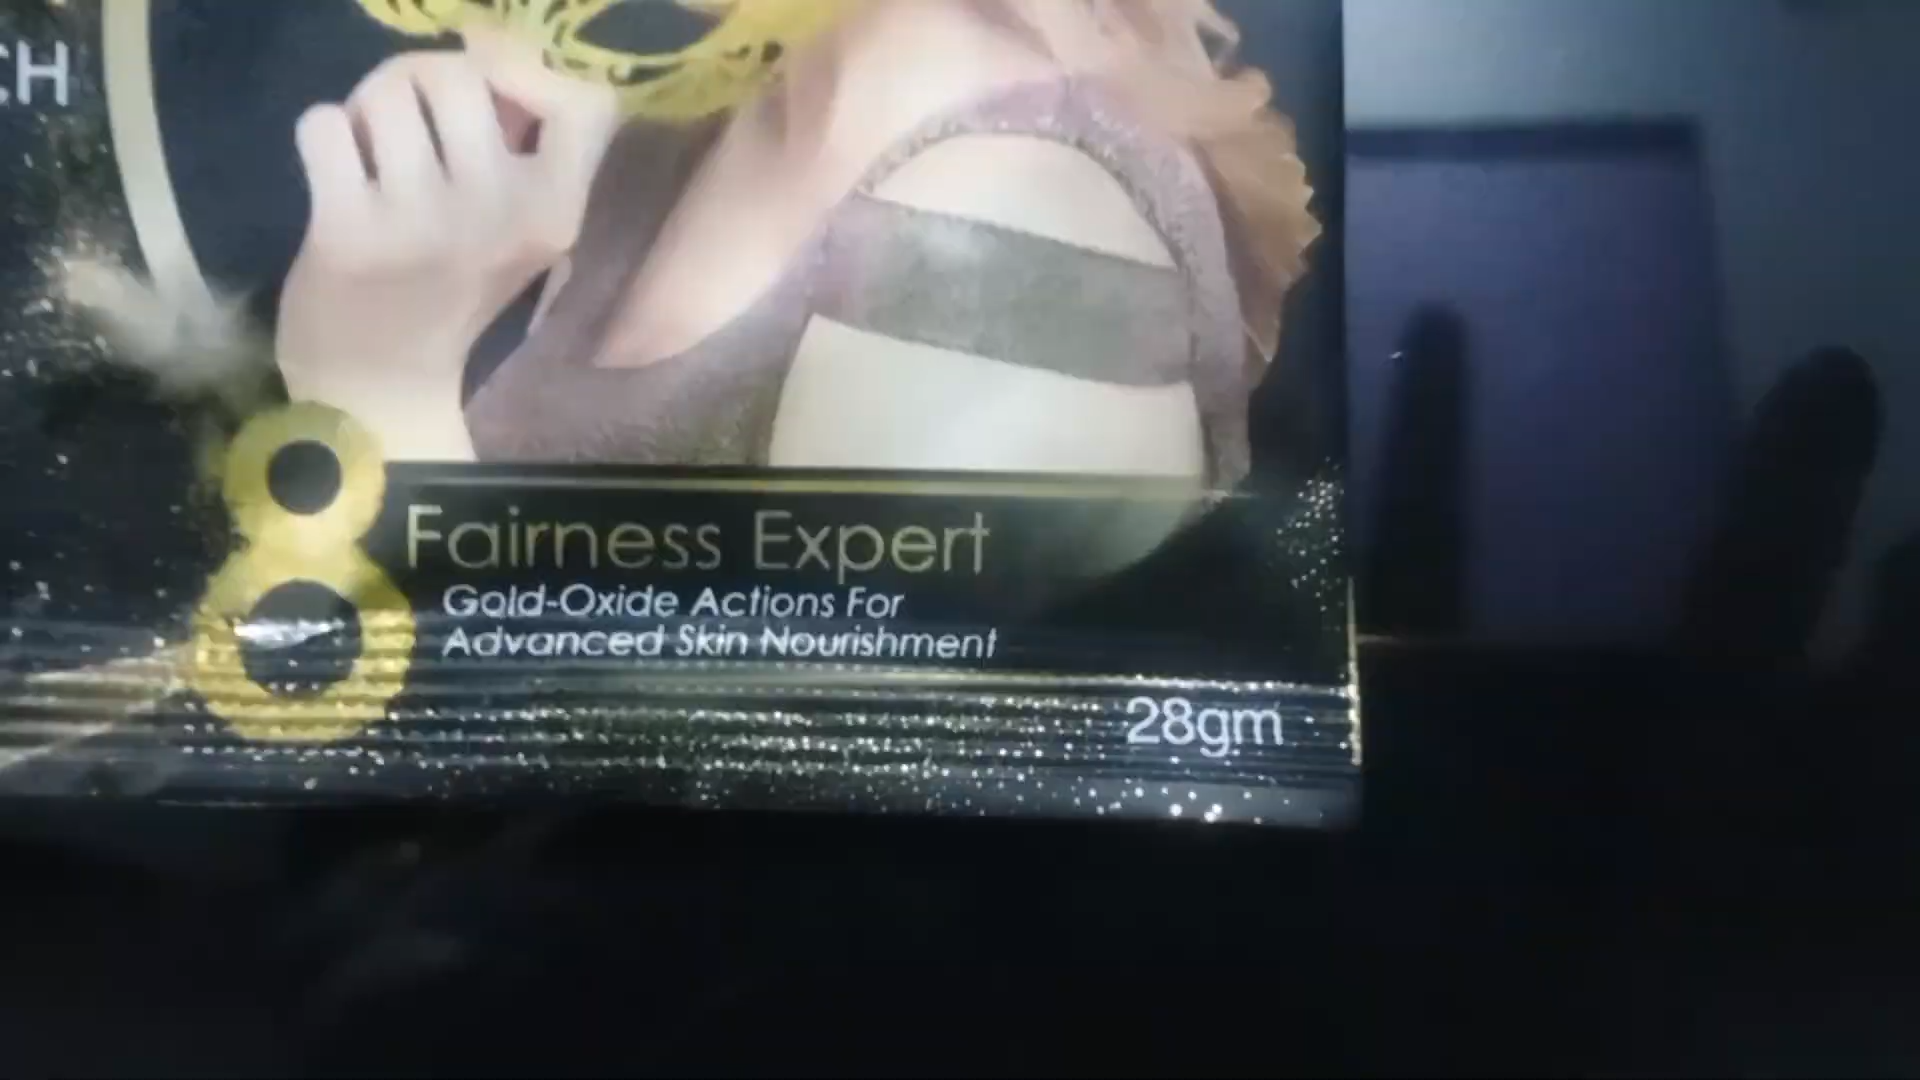 CH
8
Fairness Expert
Gold-Oxide Actions For
Advanced Skin Nourishment
28gm